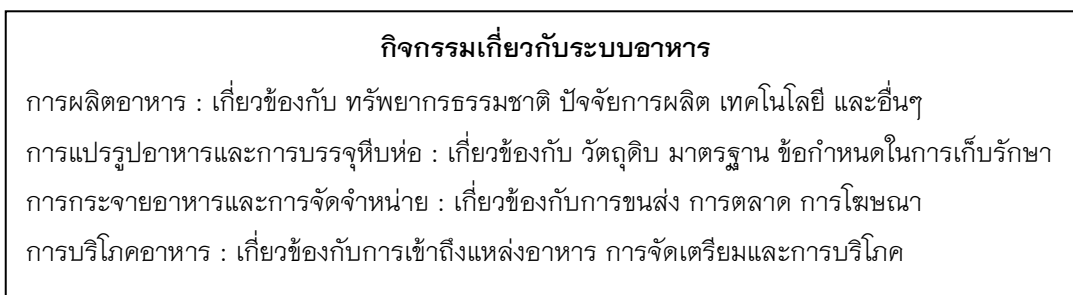 กิจกรรมเกี่ยวกับระบบอาหาร
การผลิตอาหาร : เกี่ยวข้องกับ ทรัพยากรธรรมชาติ ปัจจัยการผลิต เทคโนโลยี และอื่นๆ
การแปรรูปอาหารและการบรรจุหีบห่อ : เกี่ยวข้องกับ วัตถุดิบ มาตรฐาน ข้อกำหนดในการเก็บรักษา
การกระจายอาหารและการจัดจำหน่าย : เกี่ยวข้องกับการขนส่ง การตลาด การโฆษณา
การบริโภคอาหาร : เกี่ยวข้องกับการเข้าถึงแหล่งอาหาร การจัดเตรียมและการบริโภค